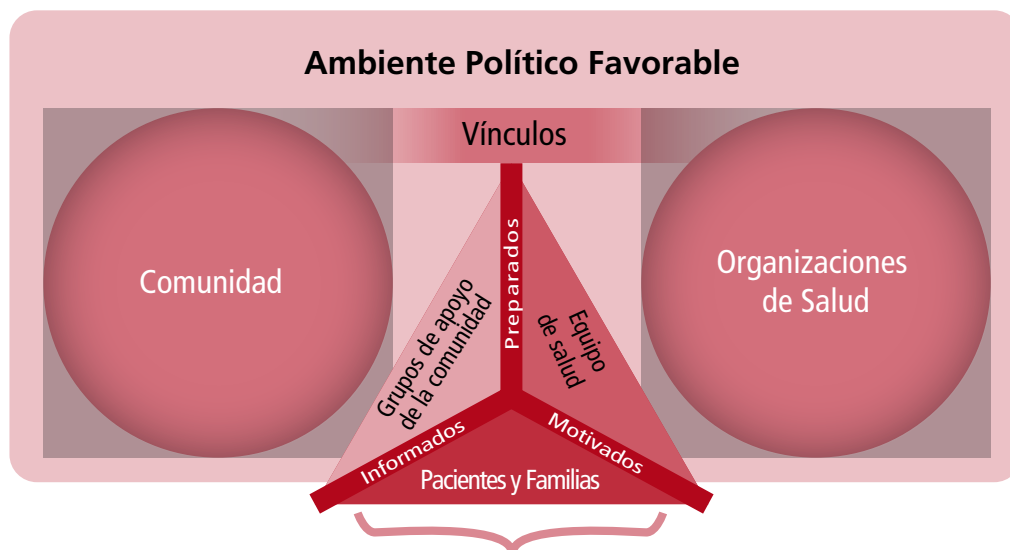 Ambiente Político Favorable
Vínculos
Comunidad
Organizaciones
de Salud
Preparados
Grupos de apoyo
de la comunidad
Equipo
de salud
Informados
Motivados
Pacientes y Familias